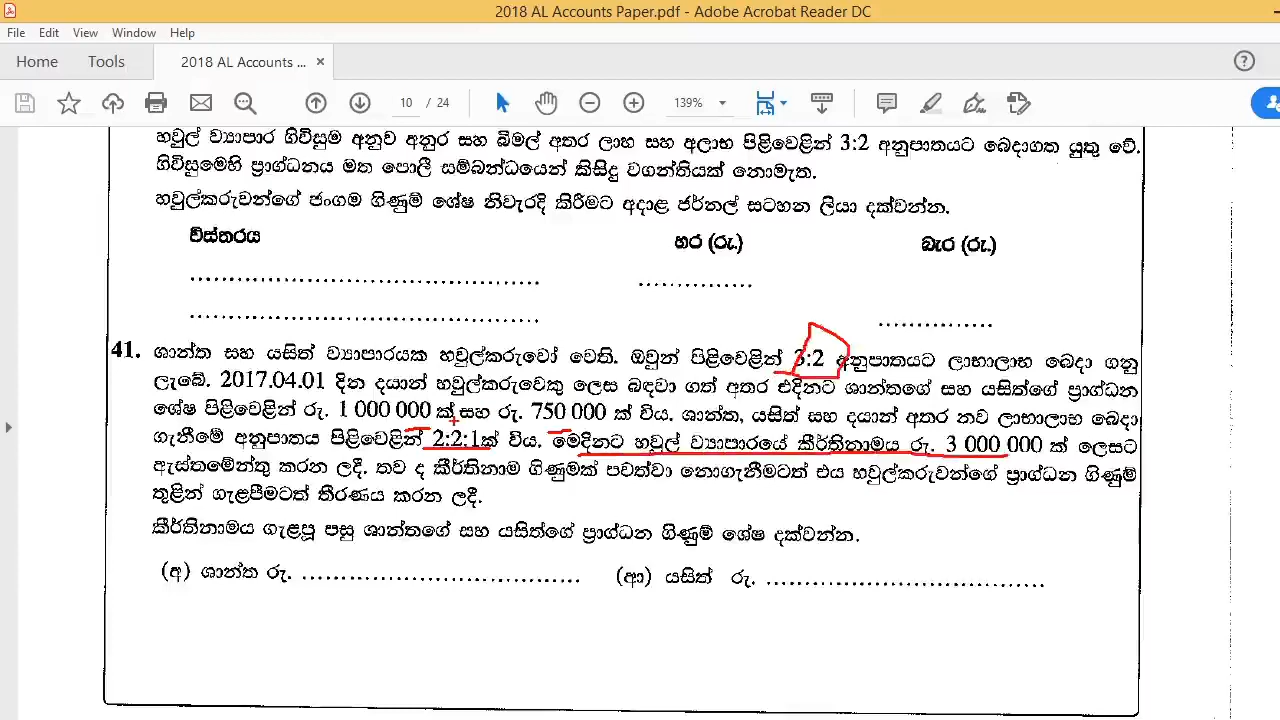 2018 AL Accounts Paper.pdf - Adobe Acrobat Reader DC
File Edit View Window Help
Home Tools 2018 AL Accounts ... ×
10 / 24 139%
හවුල් ව්‍යාපාර ගිවිසුම අනුව අනුර සහ බිමල් අතර ලාභ සහ අලාභ පිළිවෙළින් 3:2 අනුපාතයට බෙදාගත යුතු වේ.
ගිවිසුමෙහි ප්‍රාග්ධනය මත පොලී සම්බන්ධයෙන් කිසිදු වගන්තියක් නොමැත.
හවුල්කරුවන්ගේ ජංගම ගිණුම් ශේෂ නිවැරදි කිරීමට අදාළ ජර්නල් සටහන ලියා දක්වන්න.
විස්තරය හර (රු.) බැර (රු.)
........................................... ...............
........................................... ...............
41. ශාන්ත සහ යසිත් ව්‍යාපාරයක හවුල්කරුවෝ වෙති. ඔවුන් පිළිවෙළින් 3:2 අනුපාතයට ලාභාලාභ බෙදා ගනු
ලැබේ. 2017.04.01 දින දයාන් හවුල්කරුවෙකු ලෙස බඳවා ගත් අතර එදිනට ශාන්තගේ සහ යසිත්ගේ ප්‍රාග්ධන
ශේෂ පිළිවෙළින් රු. 1 000 000 ක් සහ රු. 750 000 ක් විය. ශාන්ත, යසිත් සහ දයාන් අතර නව ලාභාලාභ බෙදා
ගැනීමේ අනුපාතය පිළිවෙළින් 2:2:1ක් විය. මෙදිනට හවුල් ව්‍යාපාරයේ කීර්තිනාමය රු. 3 000 000 ක් ලෙසට
ඇස්තමේන්තු කරන ලදී. තව ද කීර්තිනාම ගිණුමක් පවත්වා නොගැනීමටත් එය හවුල්කරුවන්ගේ ප්‍රාග්ධන ගිණුම්
තුළින් ගැළපීමටත් තීරණය කරන ලදී.
කීර්තිනාමය ගැළපූ පසු ශාන්තගේ සහ යසිත්ගේ ප්‍රාග්ධන ගිණුම් ශේෂ දක්වන්න.
(අ) ශාන්ත රු. ..................................... (ආ) යසිත් රු. .....................................